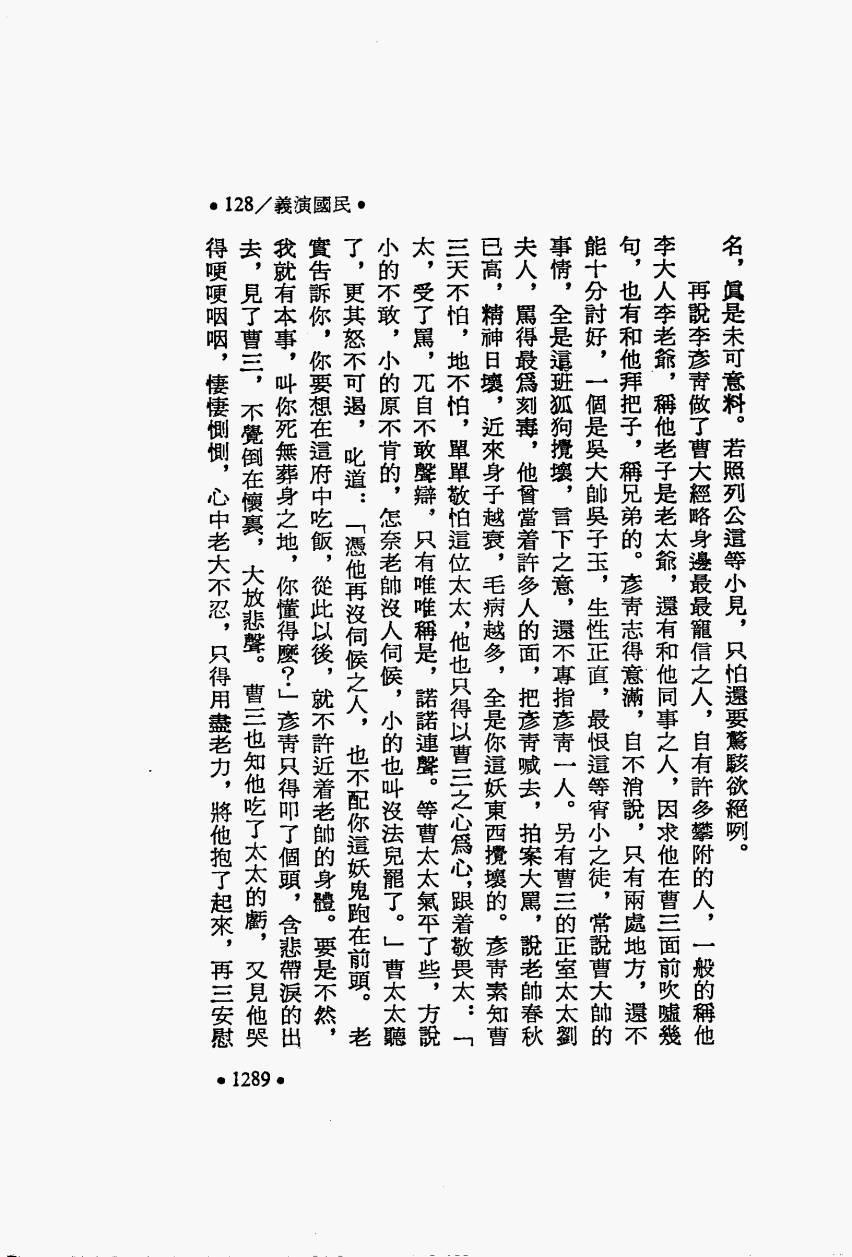 •128／義演國民•
名，眞是未可意料。若照列公這等小見，只怕還要驚駭欲絕咧。
再說李彥靑做了曹大經略身邊最最寵信之人，自有許多攀附的人，一般的稱他
李大人李老爺，稱他老子是老太爺，還有和他同事之人，因求他在曹三面前吹噓幾
句，也有和他拜把子，稱兄弟的。彥靑志得意滿，自不消說，只有兩處地方，還不
能十分討好，一個是吳大帥吳子玉，生性正直，最恨這等宵小之徒，常說曹大帥的
事情，全是這班狐狗攪壞，言下之意，還不專指彥靑一人。另有曹三的正室太太劉
夫人，罵得最爲刻毒，他曾當着許多人的面，把彥靑喊去，拍案大罵，說老帥春秋
已高，精神日壞，近來身子越衰，毛病越多，全是你這妖東西攪壞的。彥靑素知曹
三天不怕，地不怕，單單敬怕這位太太，他也只得以曹三之心爲心，跟着敬畏太：「
太，受了罵，兀自不敢聲辯，只有唯唯稱是，諾諾連聲。等曹太太氣平了些，方說
小的不敢，小的原不肯的，怎奈老帥沒人伺候，小的也叫沒法兒罷了。」曹太太聽
了，更其怒不可遏，叱道：「憑他再沒伺候之人，也不配你這妖鬼跑在前頭。老
實告訴你，你要想在這府中吃飯，從此以後，就不許近着老帥的身體。要是不然，
我就有本事，叫你死無葬身之地，你懂得麼？」彥靑只得叩了個頭，含悲帶淚的出
去，見了曹三，不覺倒在懷裏，大放悲聲。曹三也知他吃了太太的虧，又見他哭
得哽哽咽咽，悽悽惻惻，心中老大不忍，只得用盡老力，將他抱了起來，再三安慰
•1289•